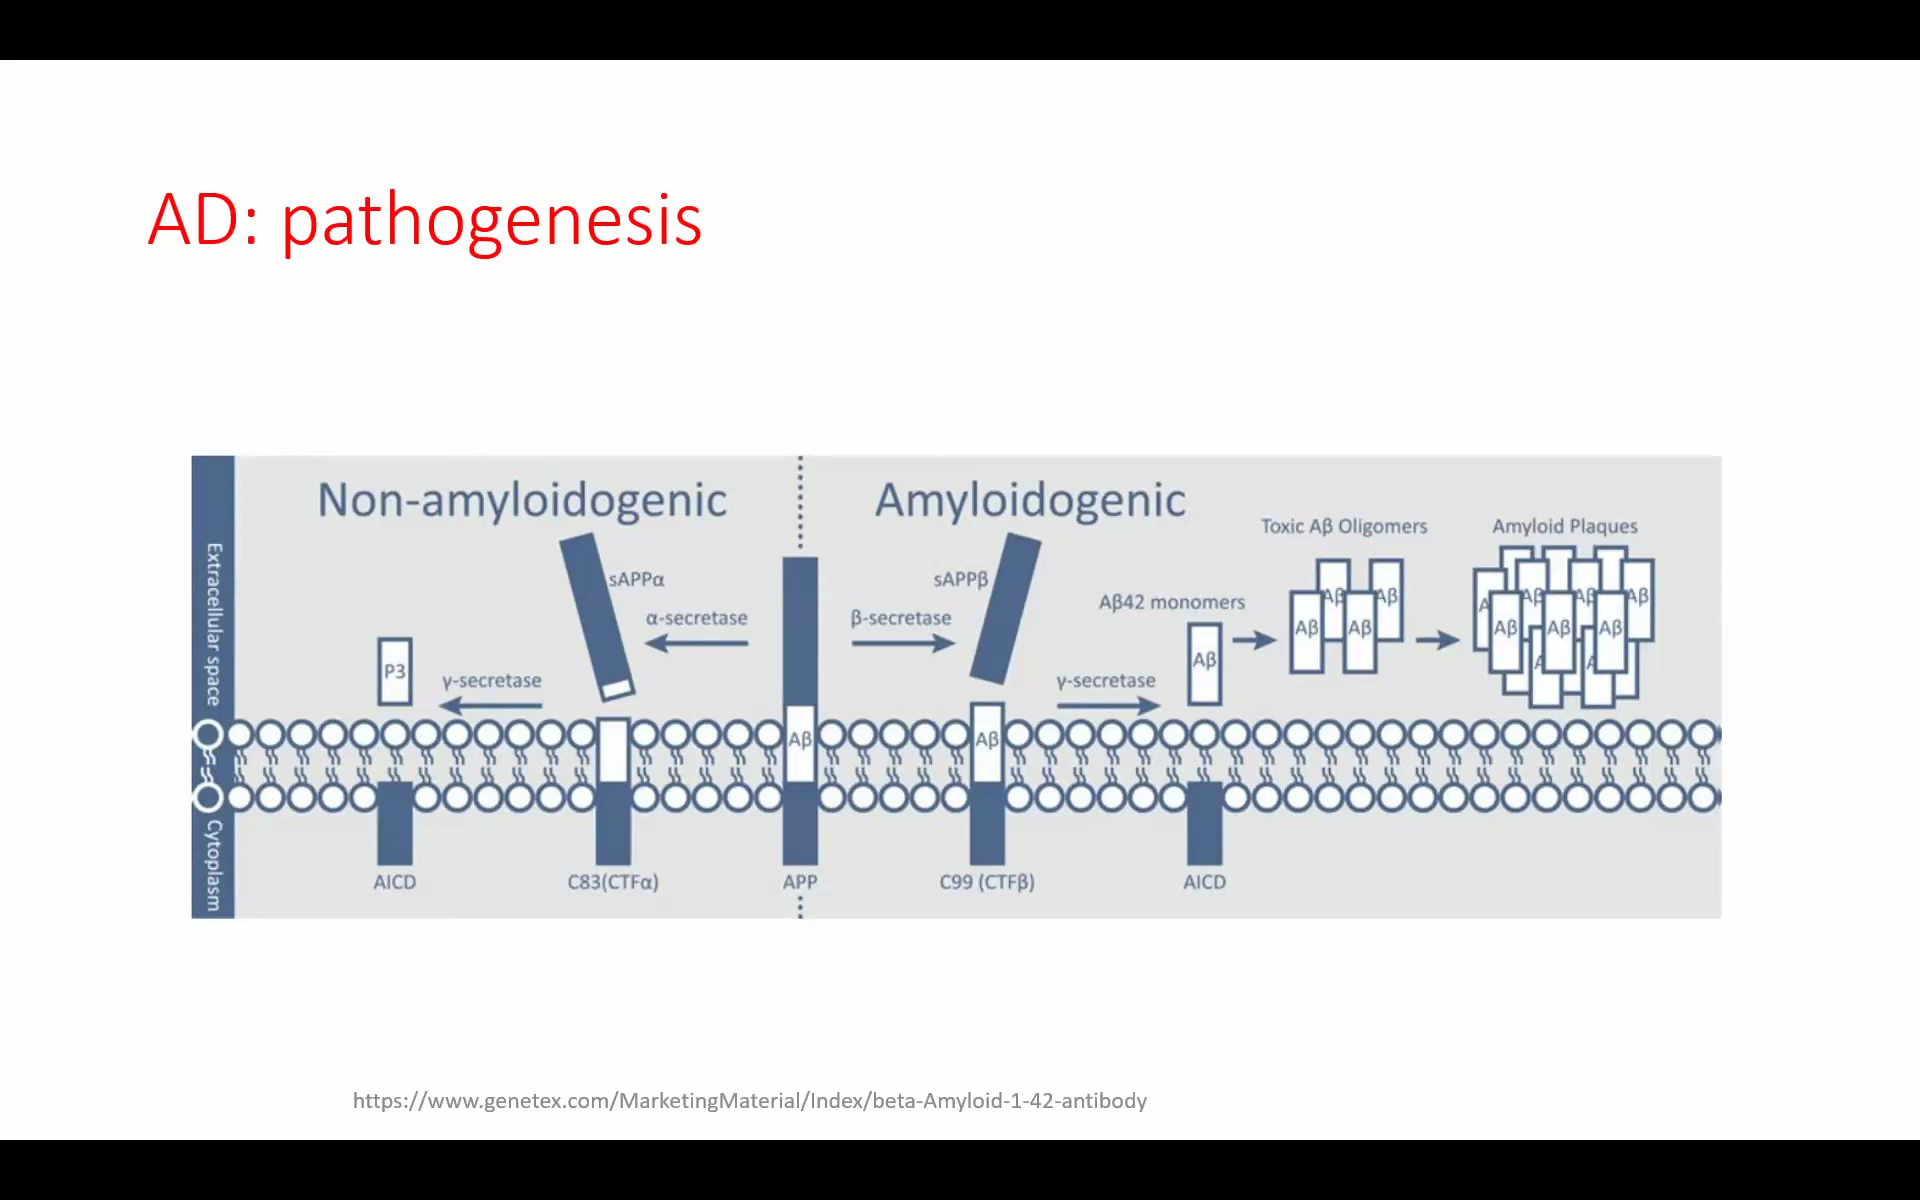 AD: pathogenesis
Non-amyloidogenic
Amyloidogenic
Extracellular space
Cytoplasm
sAPPα
α-secretase
P3
γ-secretase
AICD
C83(CTFα)
Aβ
APP
sAPPβ
β-secretase
Aβ
C99 (CTFβ)
γ-secretase
Aβ42 monomers
Aβ
AICD
Toxic Aβ Oligomers
Aβ Aβ
Aβ Aβ
Amyloid Plaques
Aβ Aβ Aβ
Aβ Aβ Aβ
https://www.genetex.com/MarketingMaterial/Index/beta-Amyloid-1-42-antibody